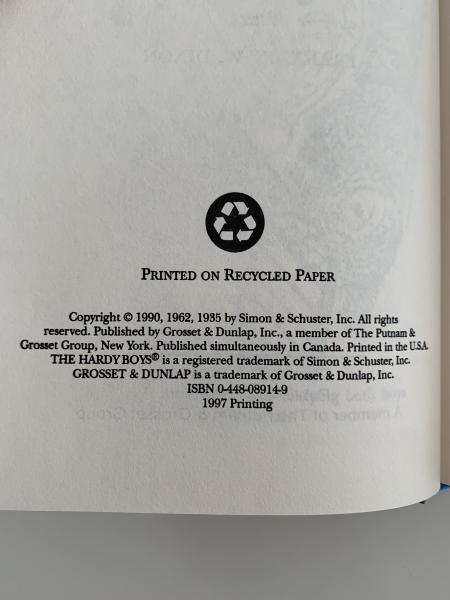 PRINTED ON RECYCLED PAPER
Copyright © 1990, 1962, 1935 by Simon & Schuster, Inc. All rights
reserved. Published by Grosset & Dunlap, Inc., a member of The Putnam &
Grosset Group, New York. Published simultaneously in Canada. Printed in the U.S.A.
THE HARDY BOYS® is a registered trademark of Simon & Schuster, Inc.
GROSSET & DUNLAP is a trademark of Grosset & Dunlap, Inc.
ISBN 0-448-08914-9
1997 Printing